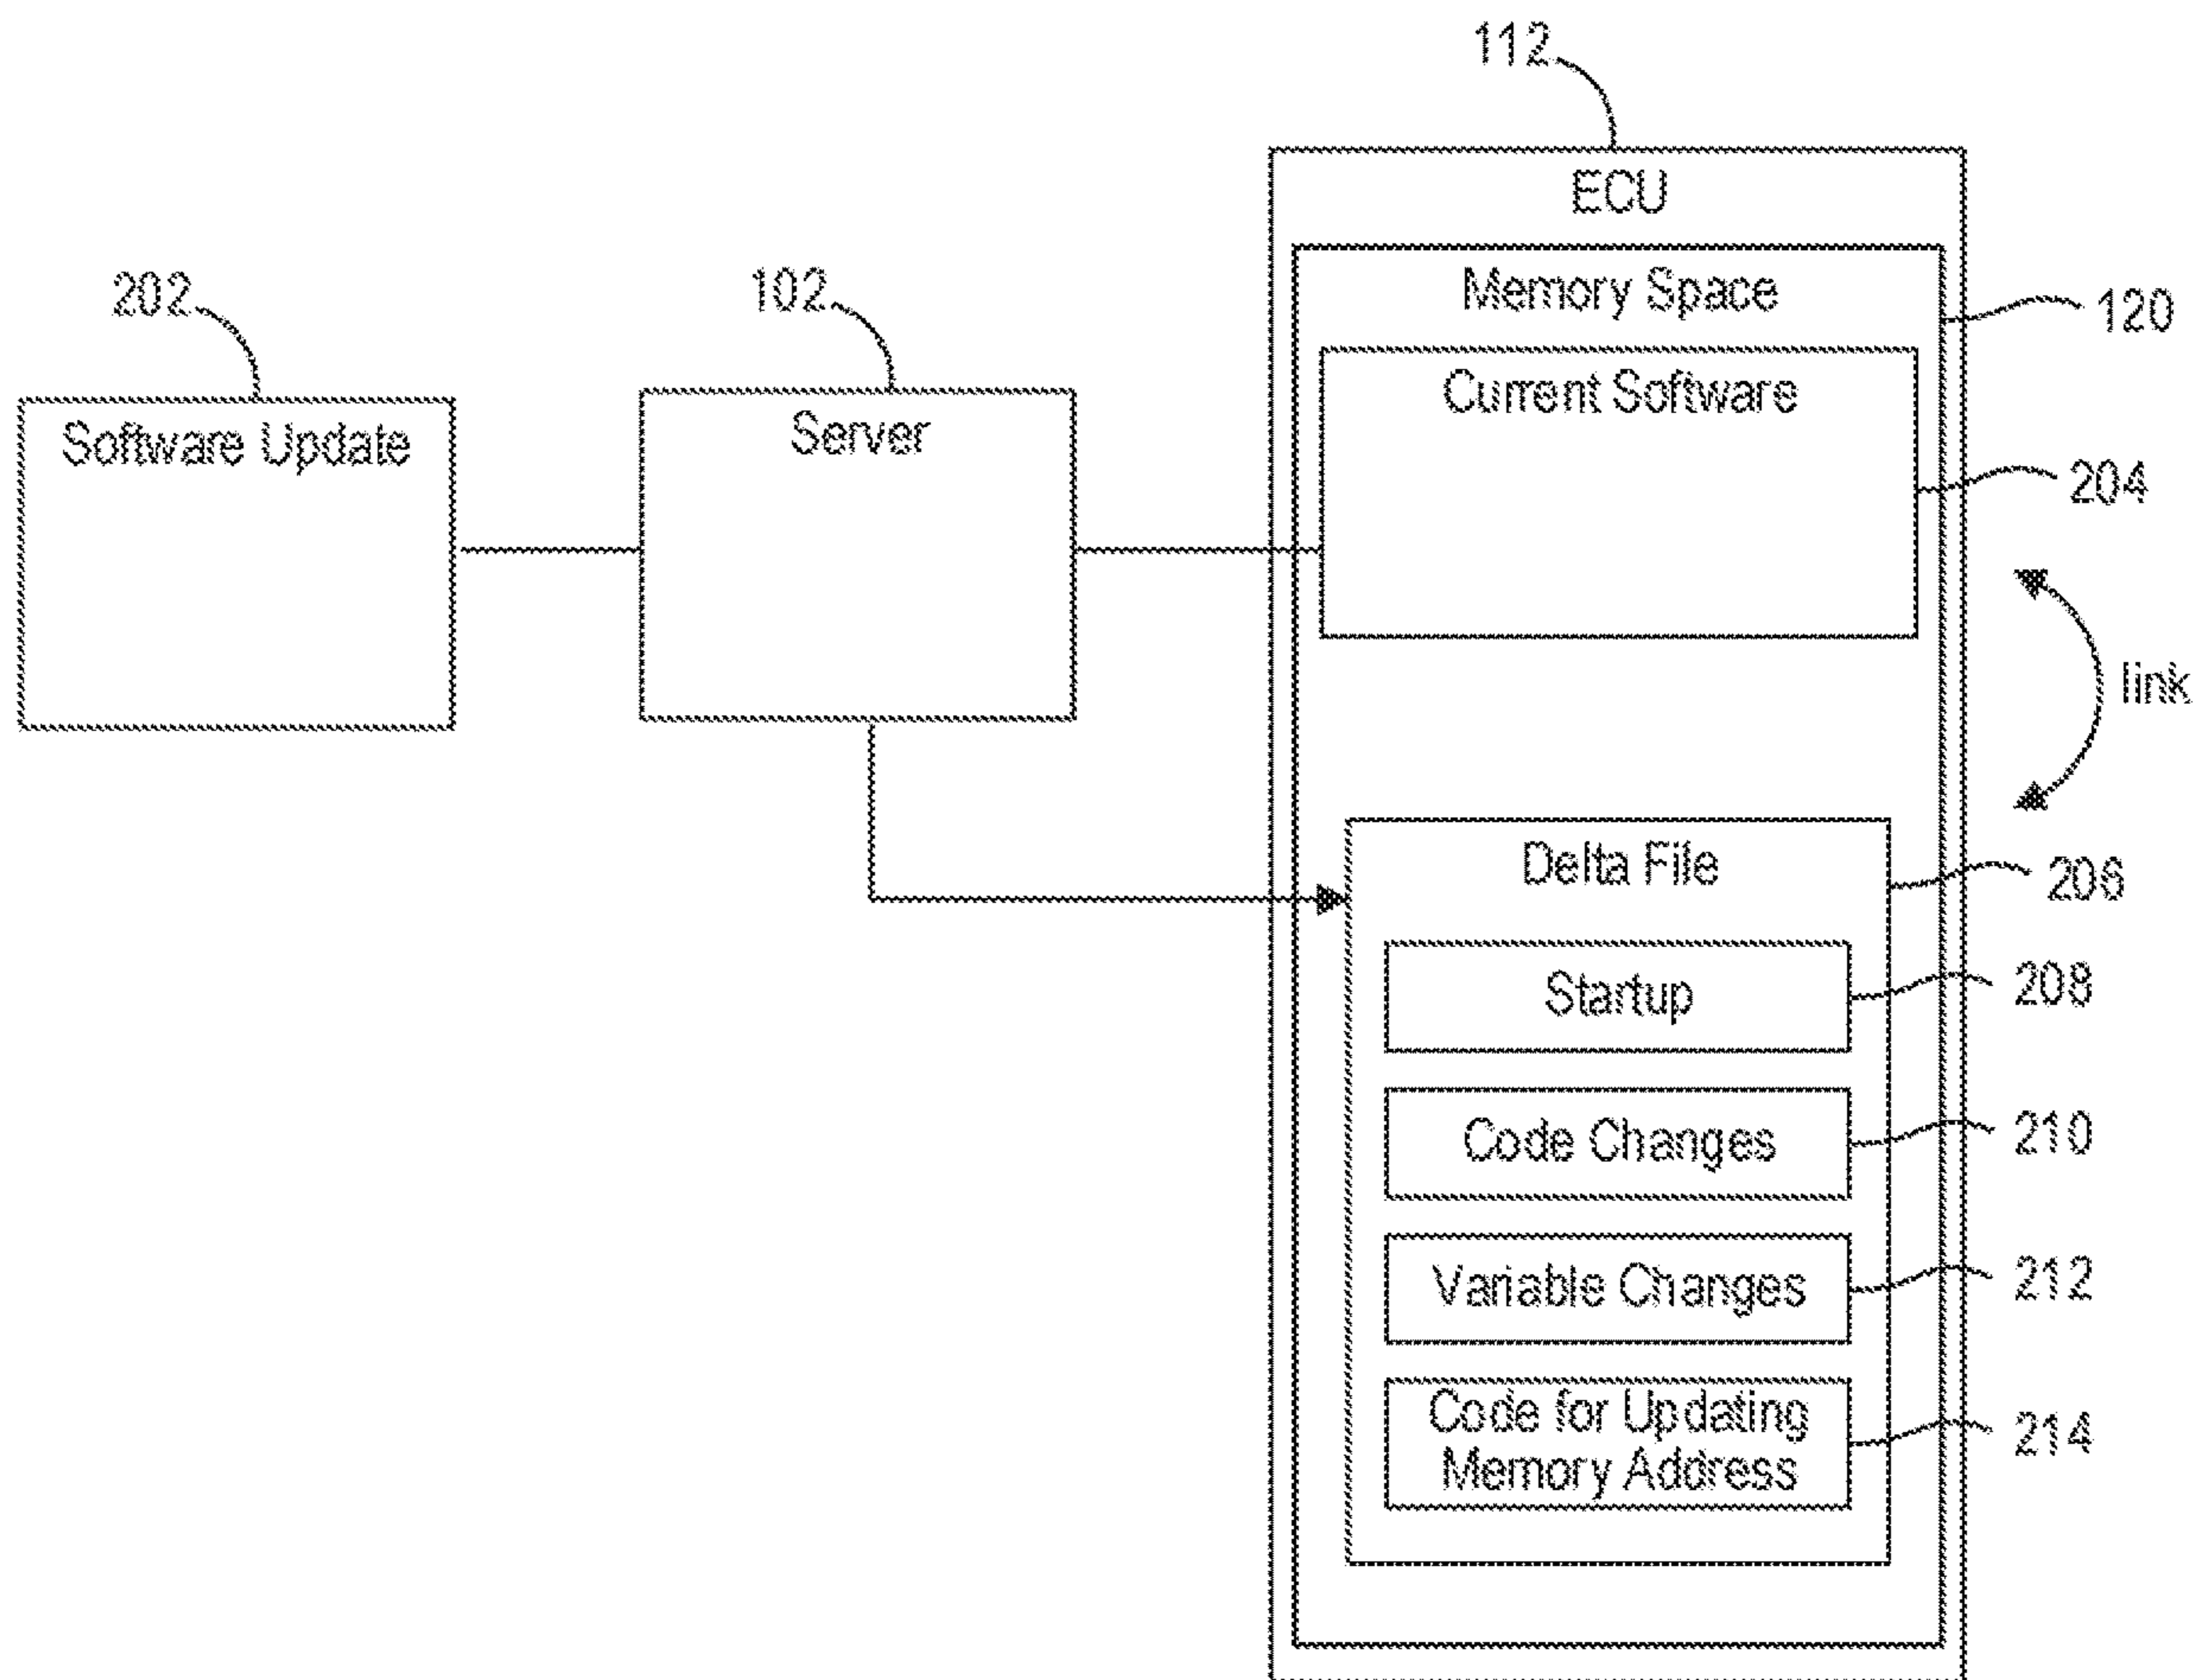 112
ECU
Memory Space
120
202
102
Current Software
Software Update
Server
204
link
Delta File
206
Startup
208
Code Changes
210
Variable Changes
212
Code for Updating
Memory Address
214